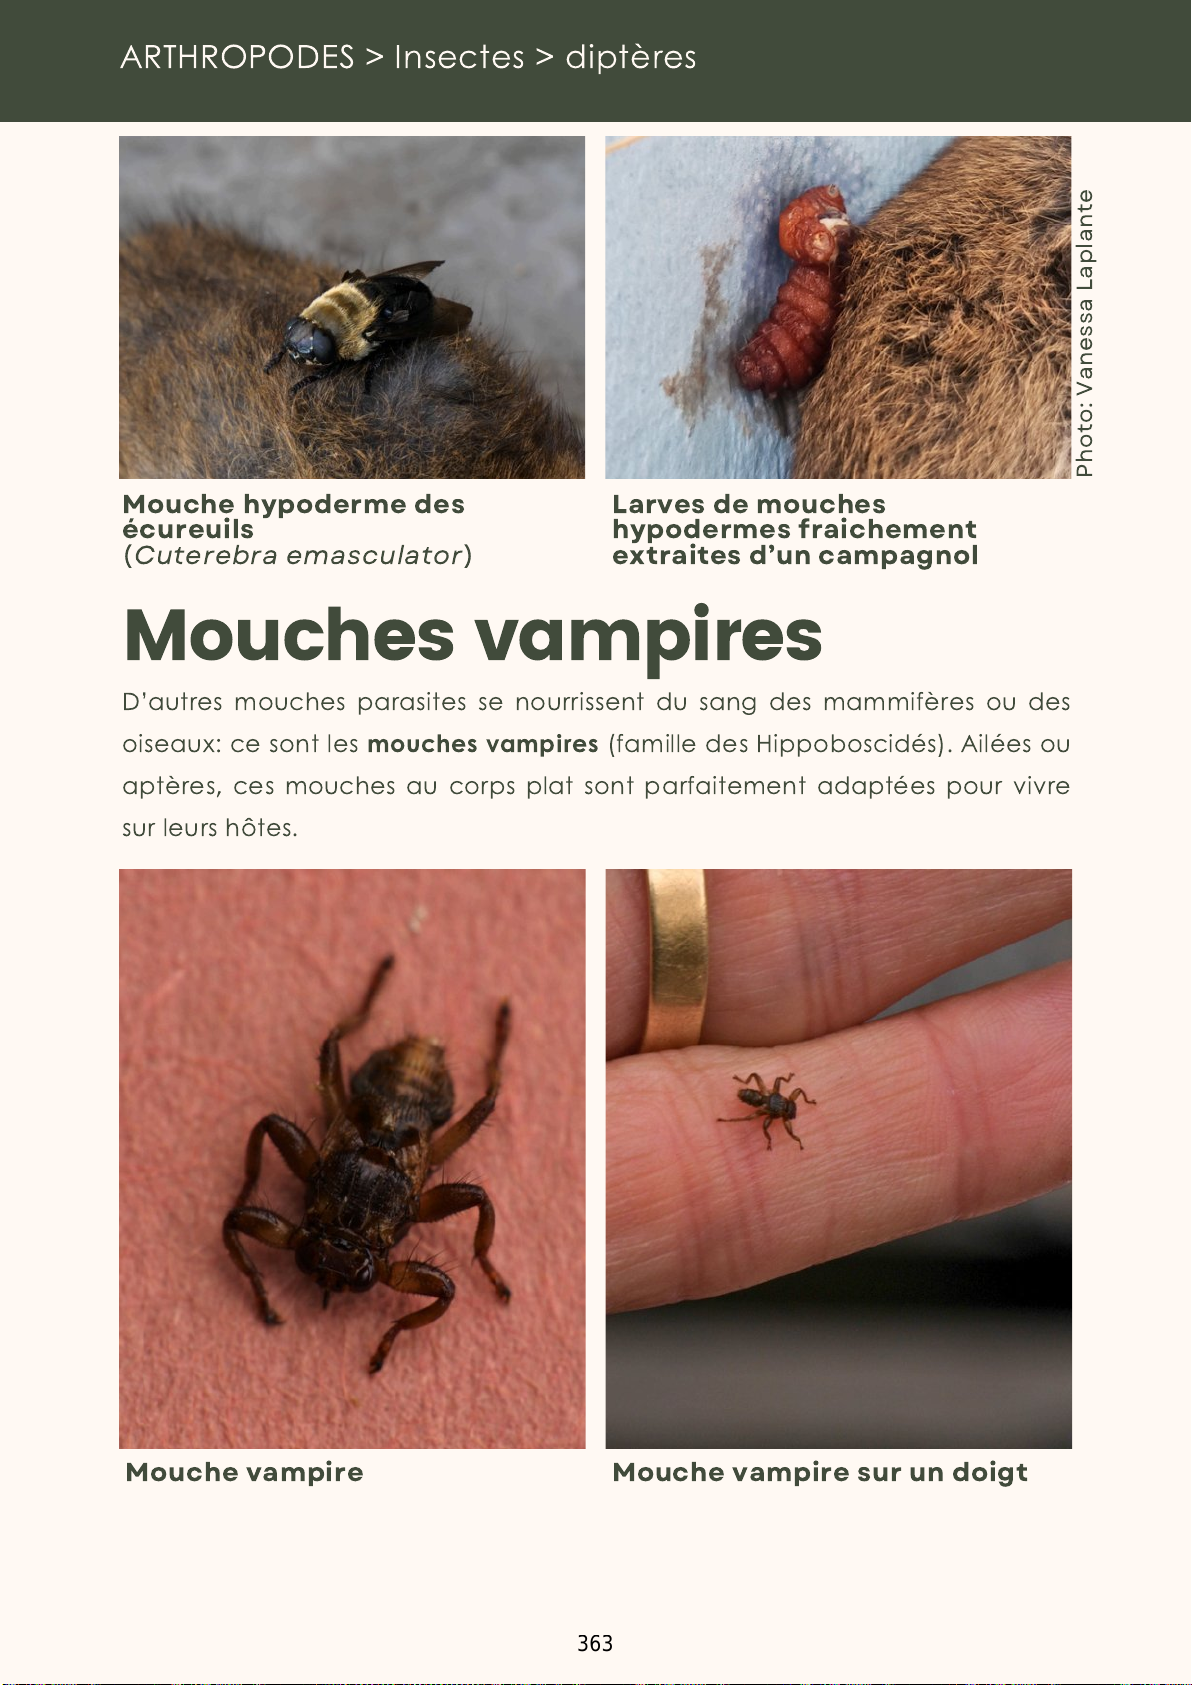 ARTHROPODES > Insectes > diptères
Photo: Vanessa Laplante
Mouche hypoderme des
écureuils
(Cuterebra emasculator)
Larves de mouches
hypodermes fraichement
extraites d’un campagnol
Mouches vampires
D’autres mouches parasites se nourrissent du sang des mammifères ou des
oiseaux: ce sont les mouches vampires (famille des Hippoboscidés). Ailées ou
aptères, ces mouches au corps plat sont parfaitement adaptées pour vivre
sur leurs hôtes.
Mouche vampire
Mouche vampire sur un doigt
363